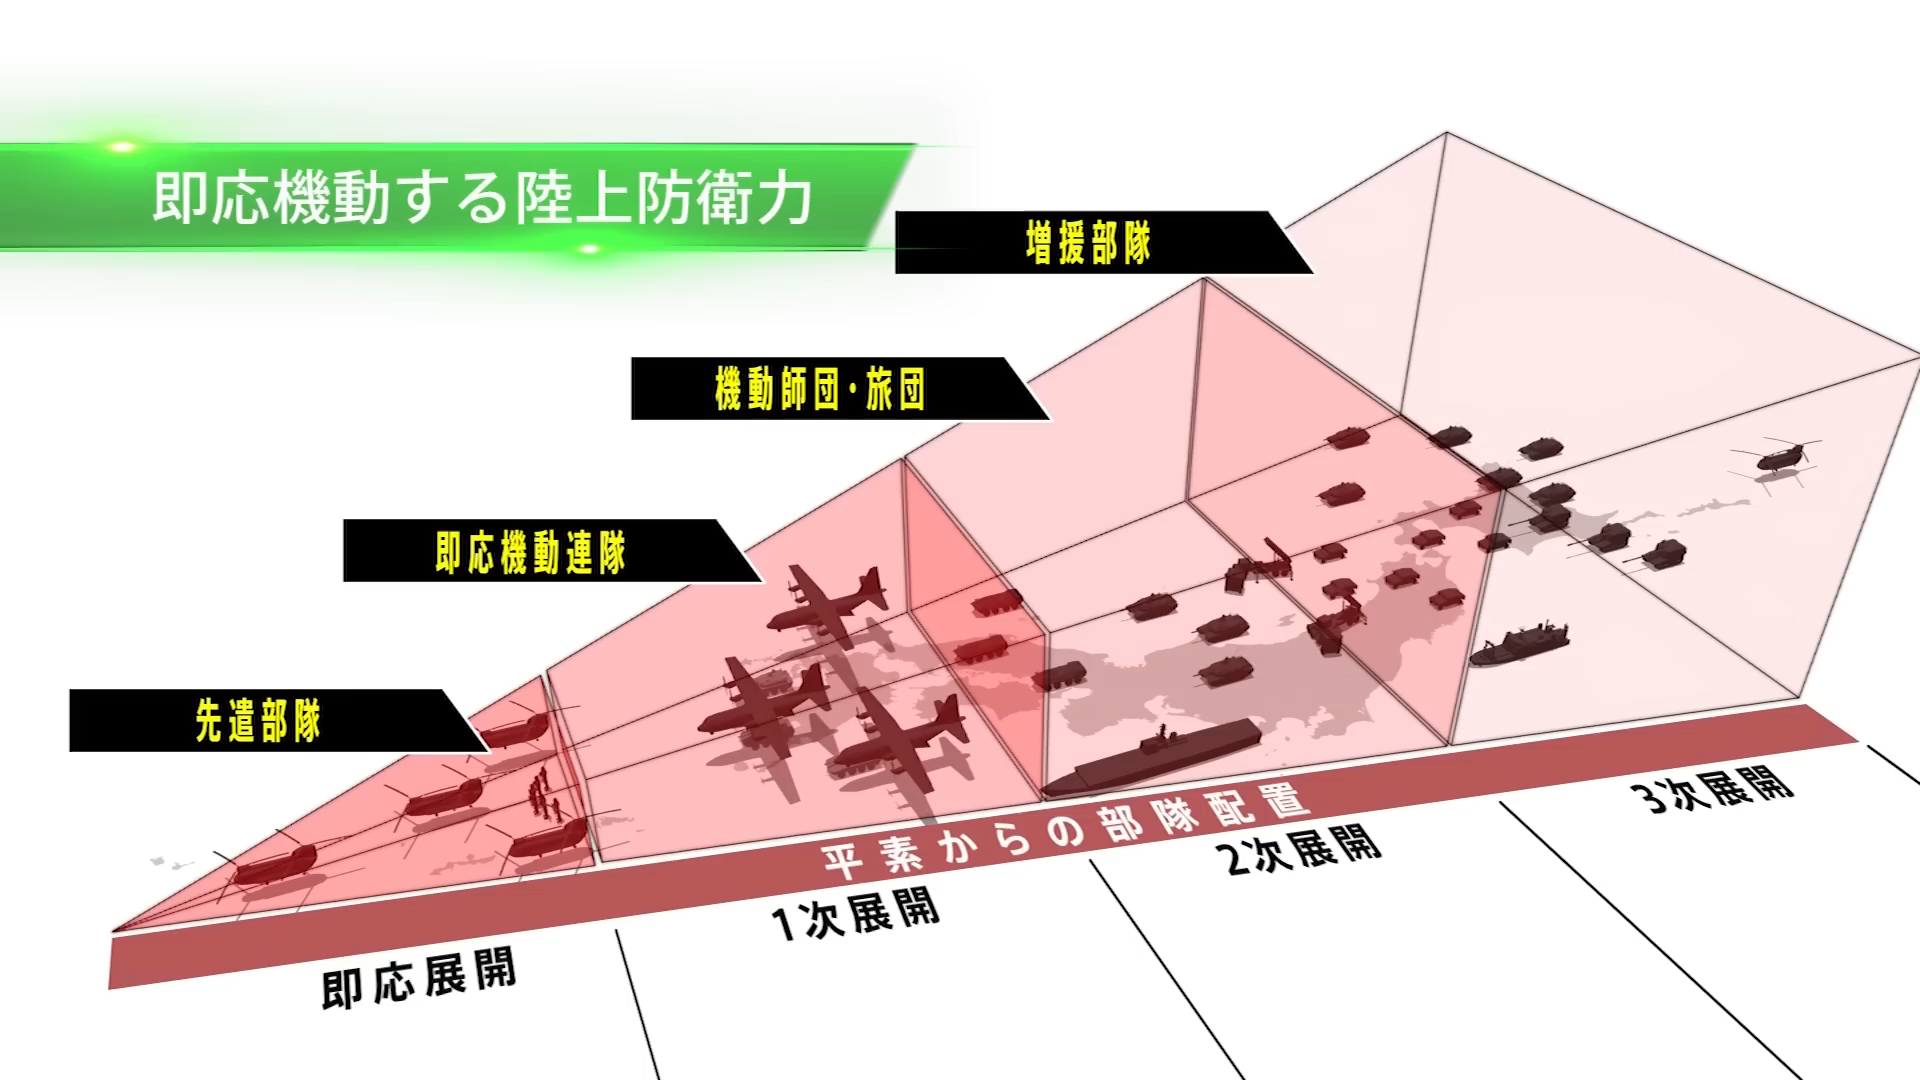 即応機動する陸上防衛力
増援部隊
機動師団・旅団
即応機動連隊
先遣部隊
平素からの部隊配置
即応展開
1次展開
2次展開
3次展開